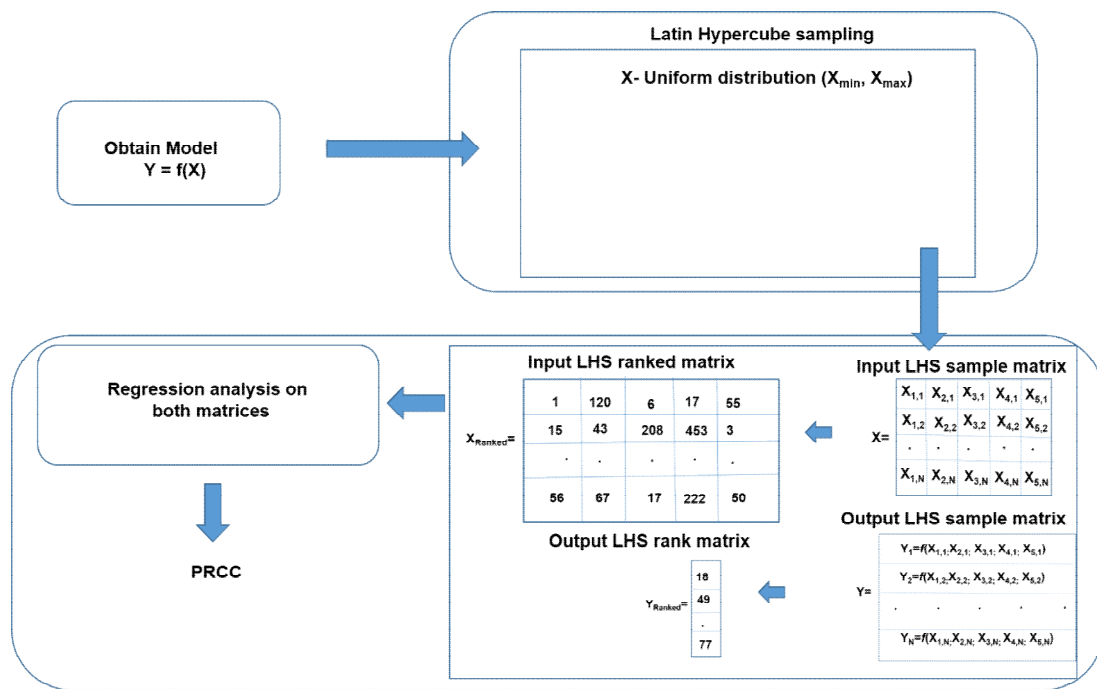 Latin Hypercube sampling
X- Uniform distribution (Xmin, Xmax)
Obtain Model
Y = f(X)
Input LHS ranked matrix
Input LHS sample matrix
Regression analysis on
both matrices
XRanked=
1 120 6 17 55
15 43 208 453 3
. . . . .
56 67 17 222 50
X=
X1,1 X2,1 X3,1 X4,1 X5,1
X1,2 X2,2 X3,2 X4,2 X5,2
. . . . .
X1,N X2,N X3,N X4,N X5,N
Output LHS rank matrix
Output LHS sample matrix
PRCC
YRanked=
18
49
.
77
Y=
Y1=f(X1,1;X2,1; X3,1; X4,1; X5,1)
Y2=f(X1,2;X2,2; X3,2; X4,2; X5,2)
. . . . .
YN=f(X1,N;X2,N; X3,N; X4,N; X5,N)